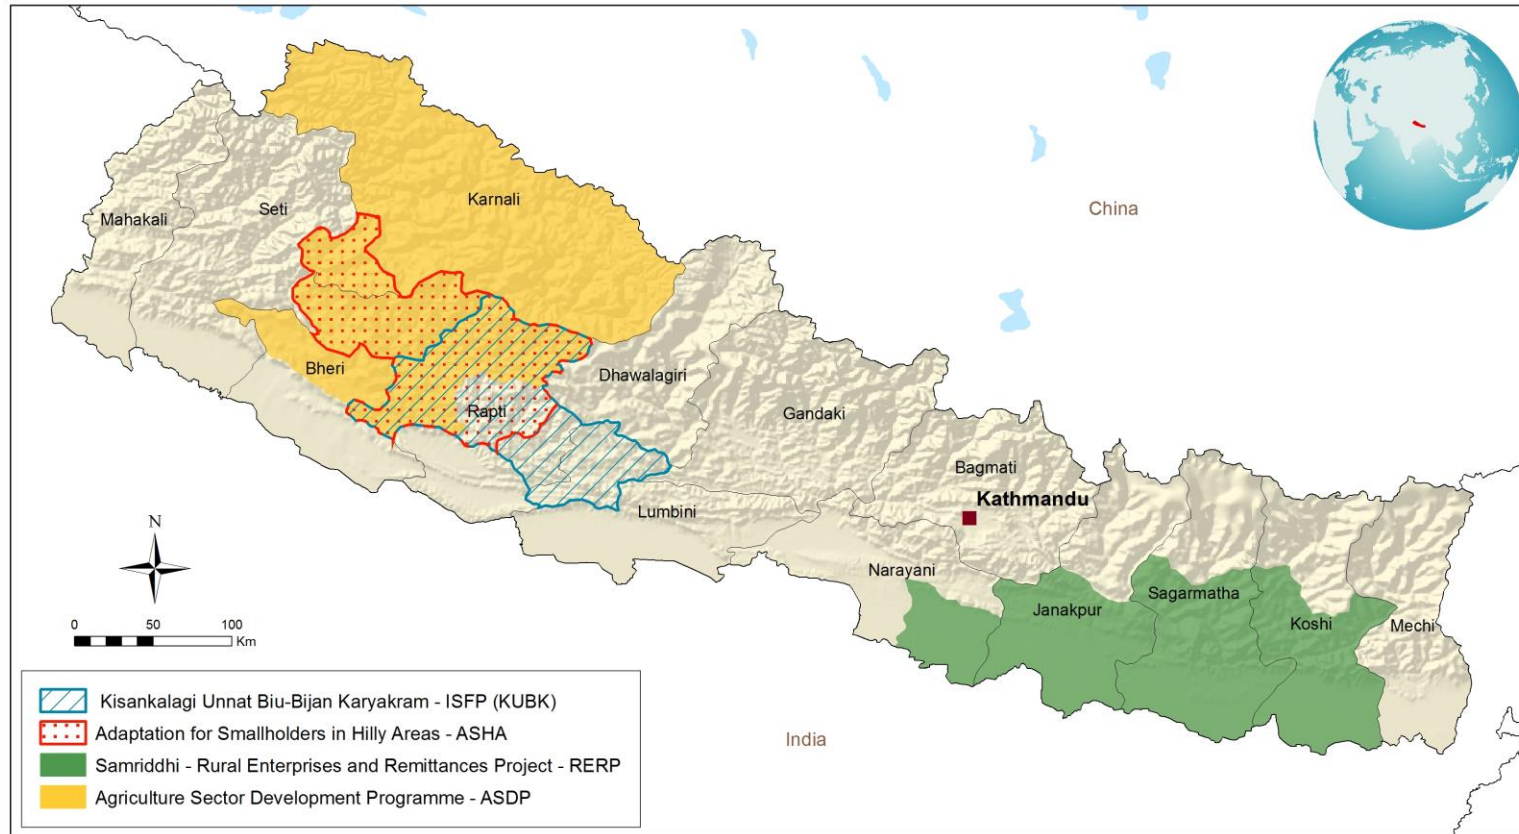 Karnali
Seti
Mahakali
China
Bheri
Dhawalagiri
Rapti
Gandaki
Bagmati
Kathmandu
Lumbini
Narayani
Janakpur
Sagarmatha
Koshi
Mechi
India
N
0 50 100
Km
Kisankalagi Unnat Biu-Bijan Karyakram - ISFP (KUBK)
Adaptation for Smallholders in Hilly Areas - ASHA
Samriddhi - Rural Enterprises and Remittances Project - RERP
Agriculture Sector Development Programme - ASDP